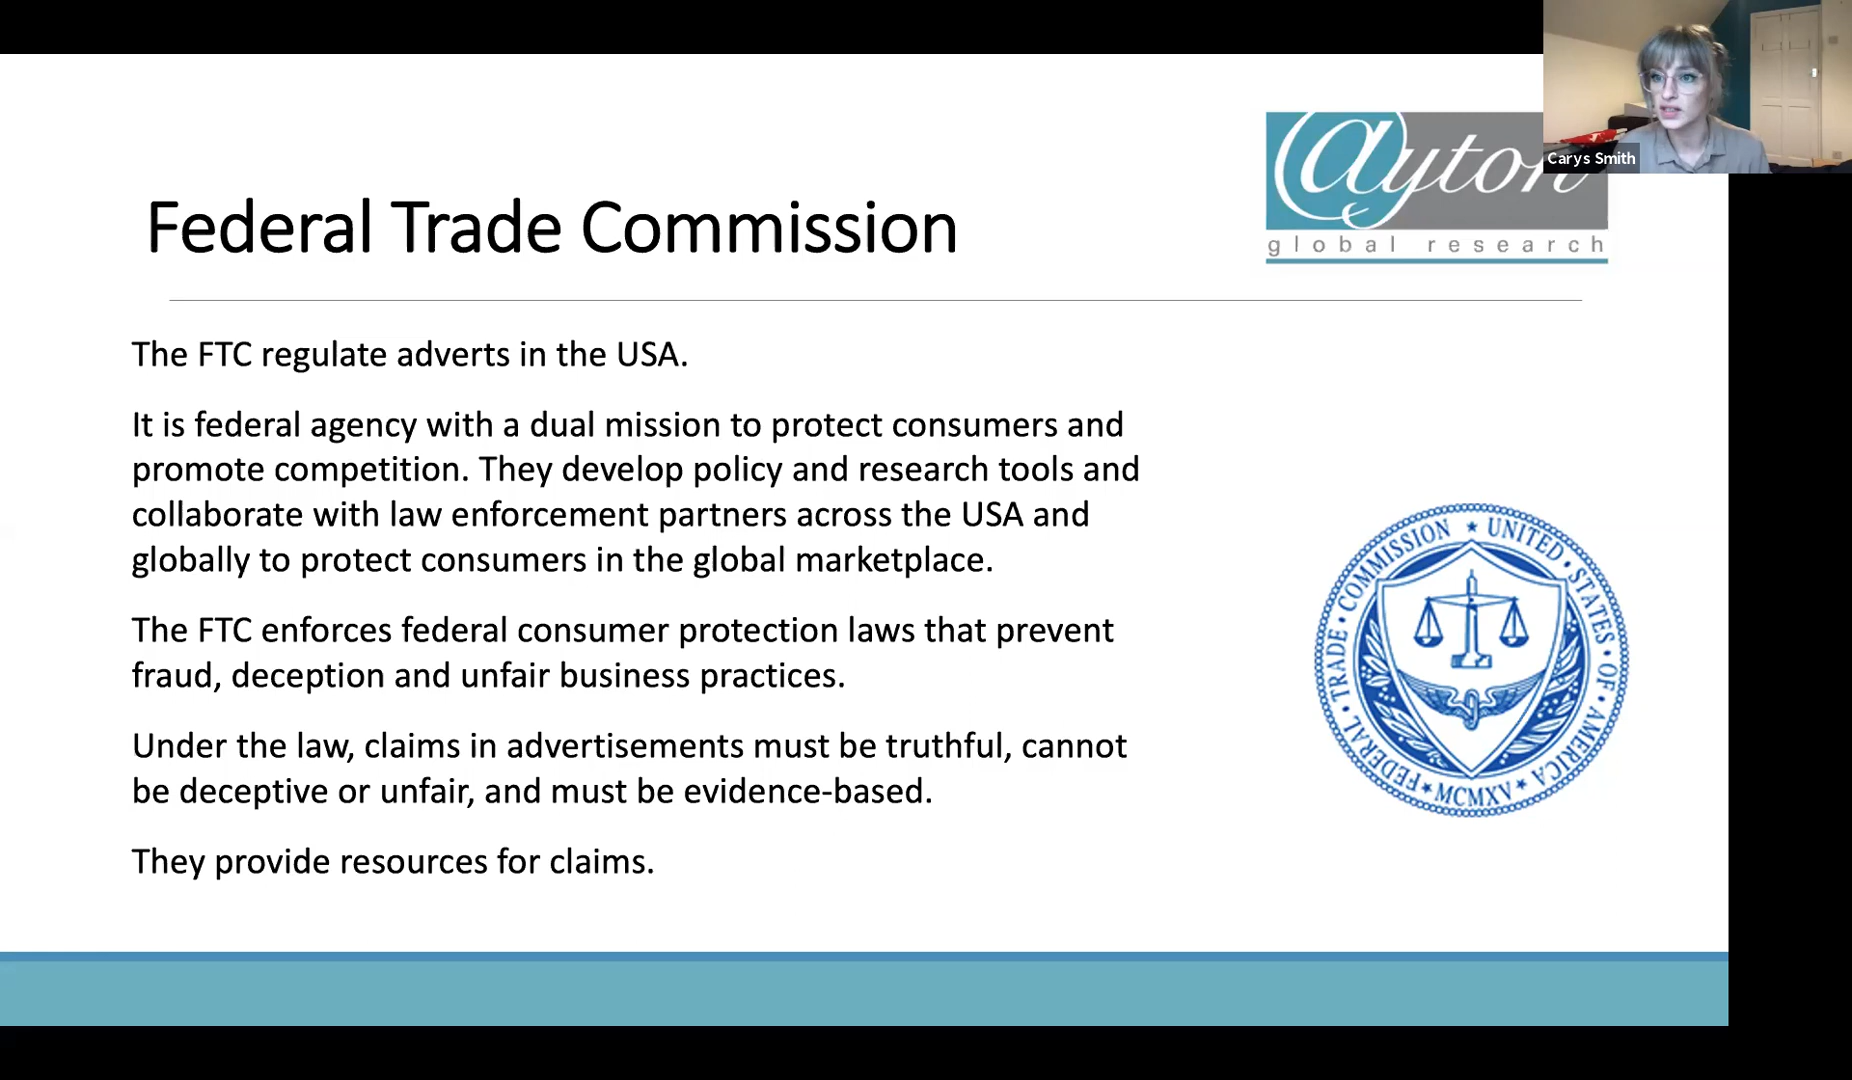 Carys Smith
ayton
global research
Federal Trade Commission
The FTC regulate adverts in the USA.
It is federal agency with a dual mission to protect consumers and
promote competition. They develop policy and research tools and
collaborate with law enforcement partners across the USA and
globally to protect consumers in the global marketplace.
The FTC enforces federal consumer protection laws that prevent
fraud, deception and unfair business practices.
Under the law, claims in advertisements must be truthful, cannot
be deceptive or unfair, and must be evidence-based.
They provide resources for claims.
FEDERAL • TRADE • COMMISSION ★ UNITED • STATES • OF • AMERICA ★ MCMXV ★